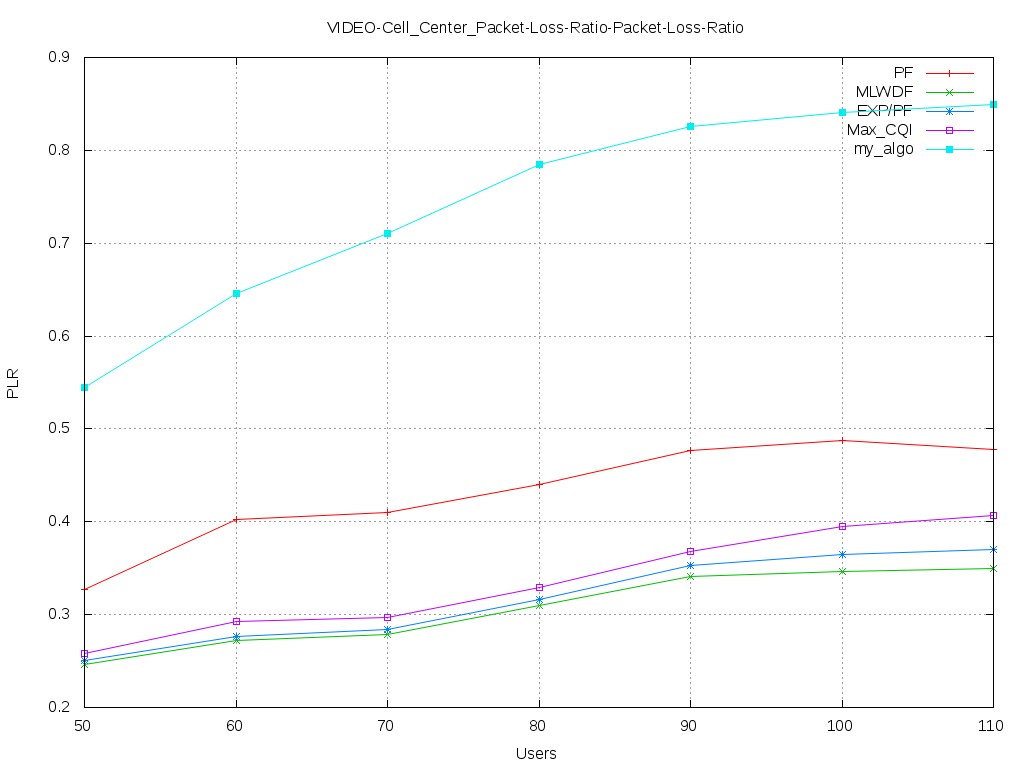 VIDEO-Cell_Center_Packet-Loss-Ratio-Packet-Loss-Ratio
0.9
0.8
0.7
0.6
0.5
0.4
0.3
0.2
PLR
PF
MLWDF
EXP/PF
Max_CQI
my_algo
50 60 70 80 90 100 110
Users